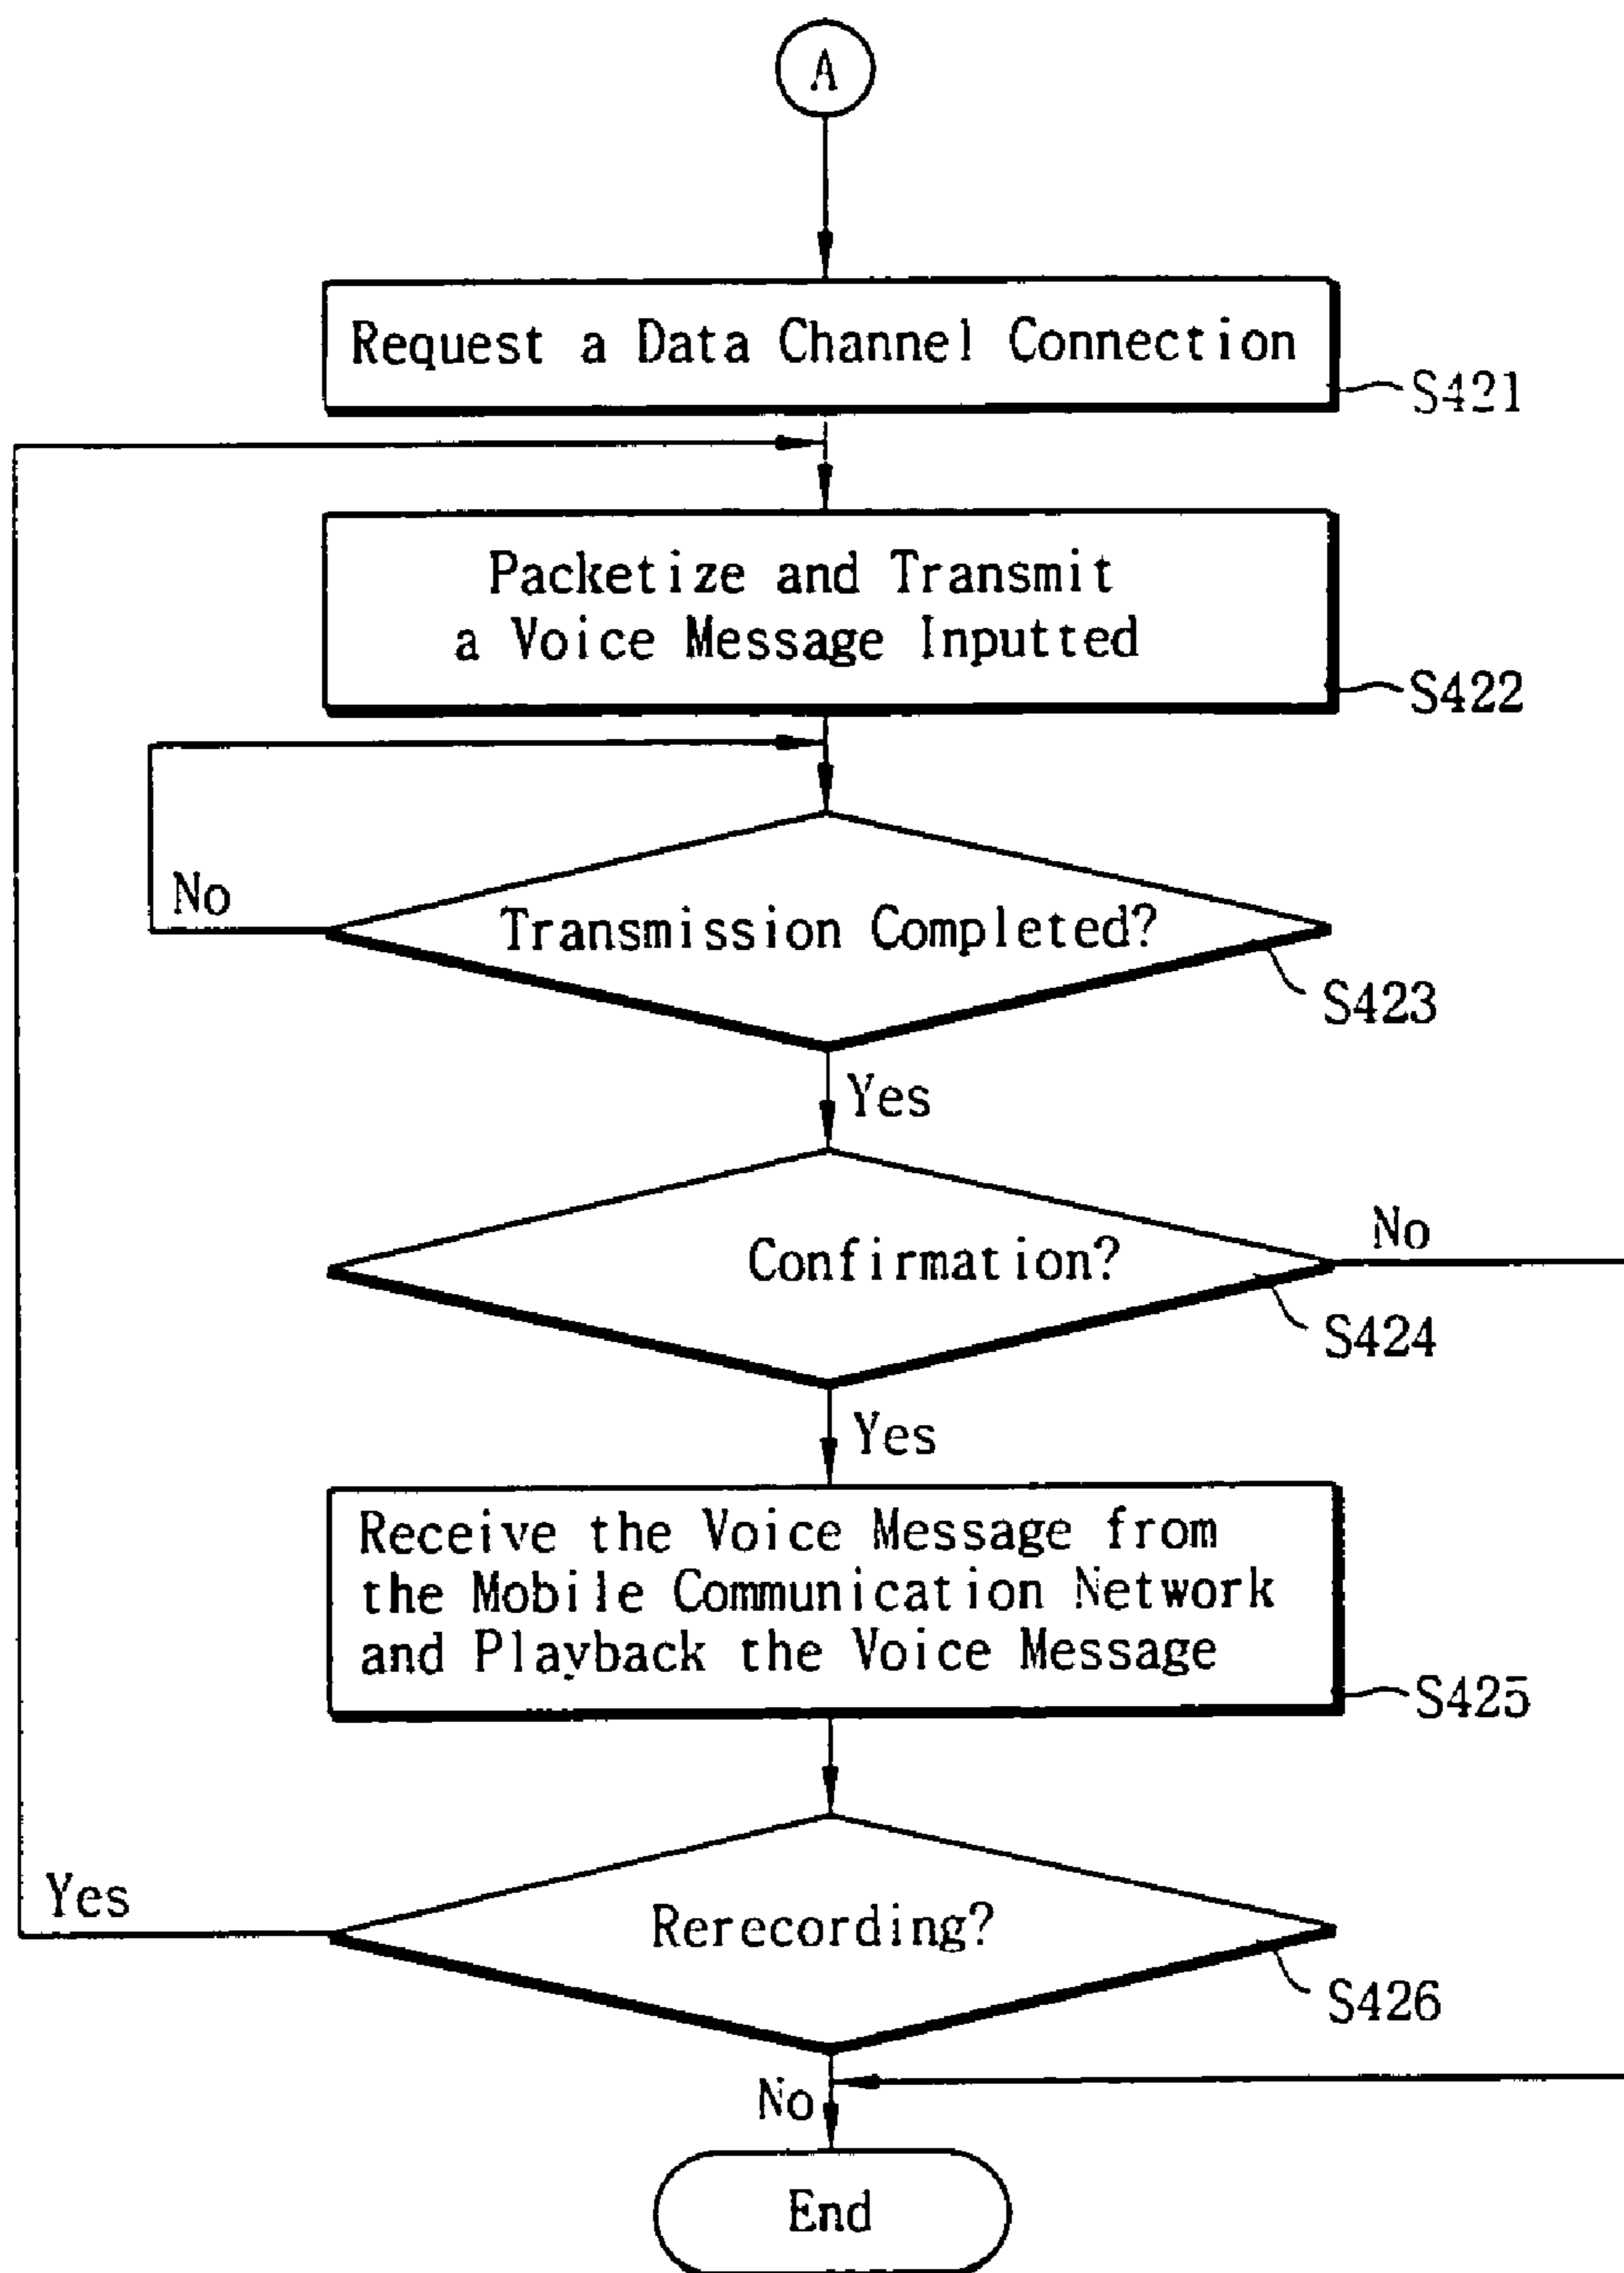 A
Request a Data Channel Connection
S421
Packetize and Transmit
a Voice Message Inputted
S422
No
Transmission Completed?
S423
Yes
No
Confirmation?
S424
Yes
Receive the Voice Message from
the Mobile Communication Network
and Playback the Voice Message
S425
Yes
Rerecording?
S426
No
End